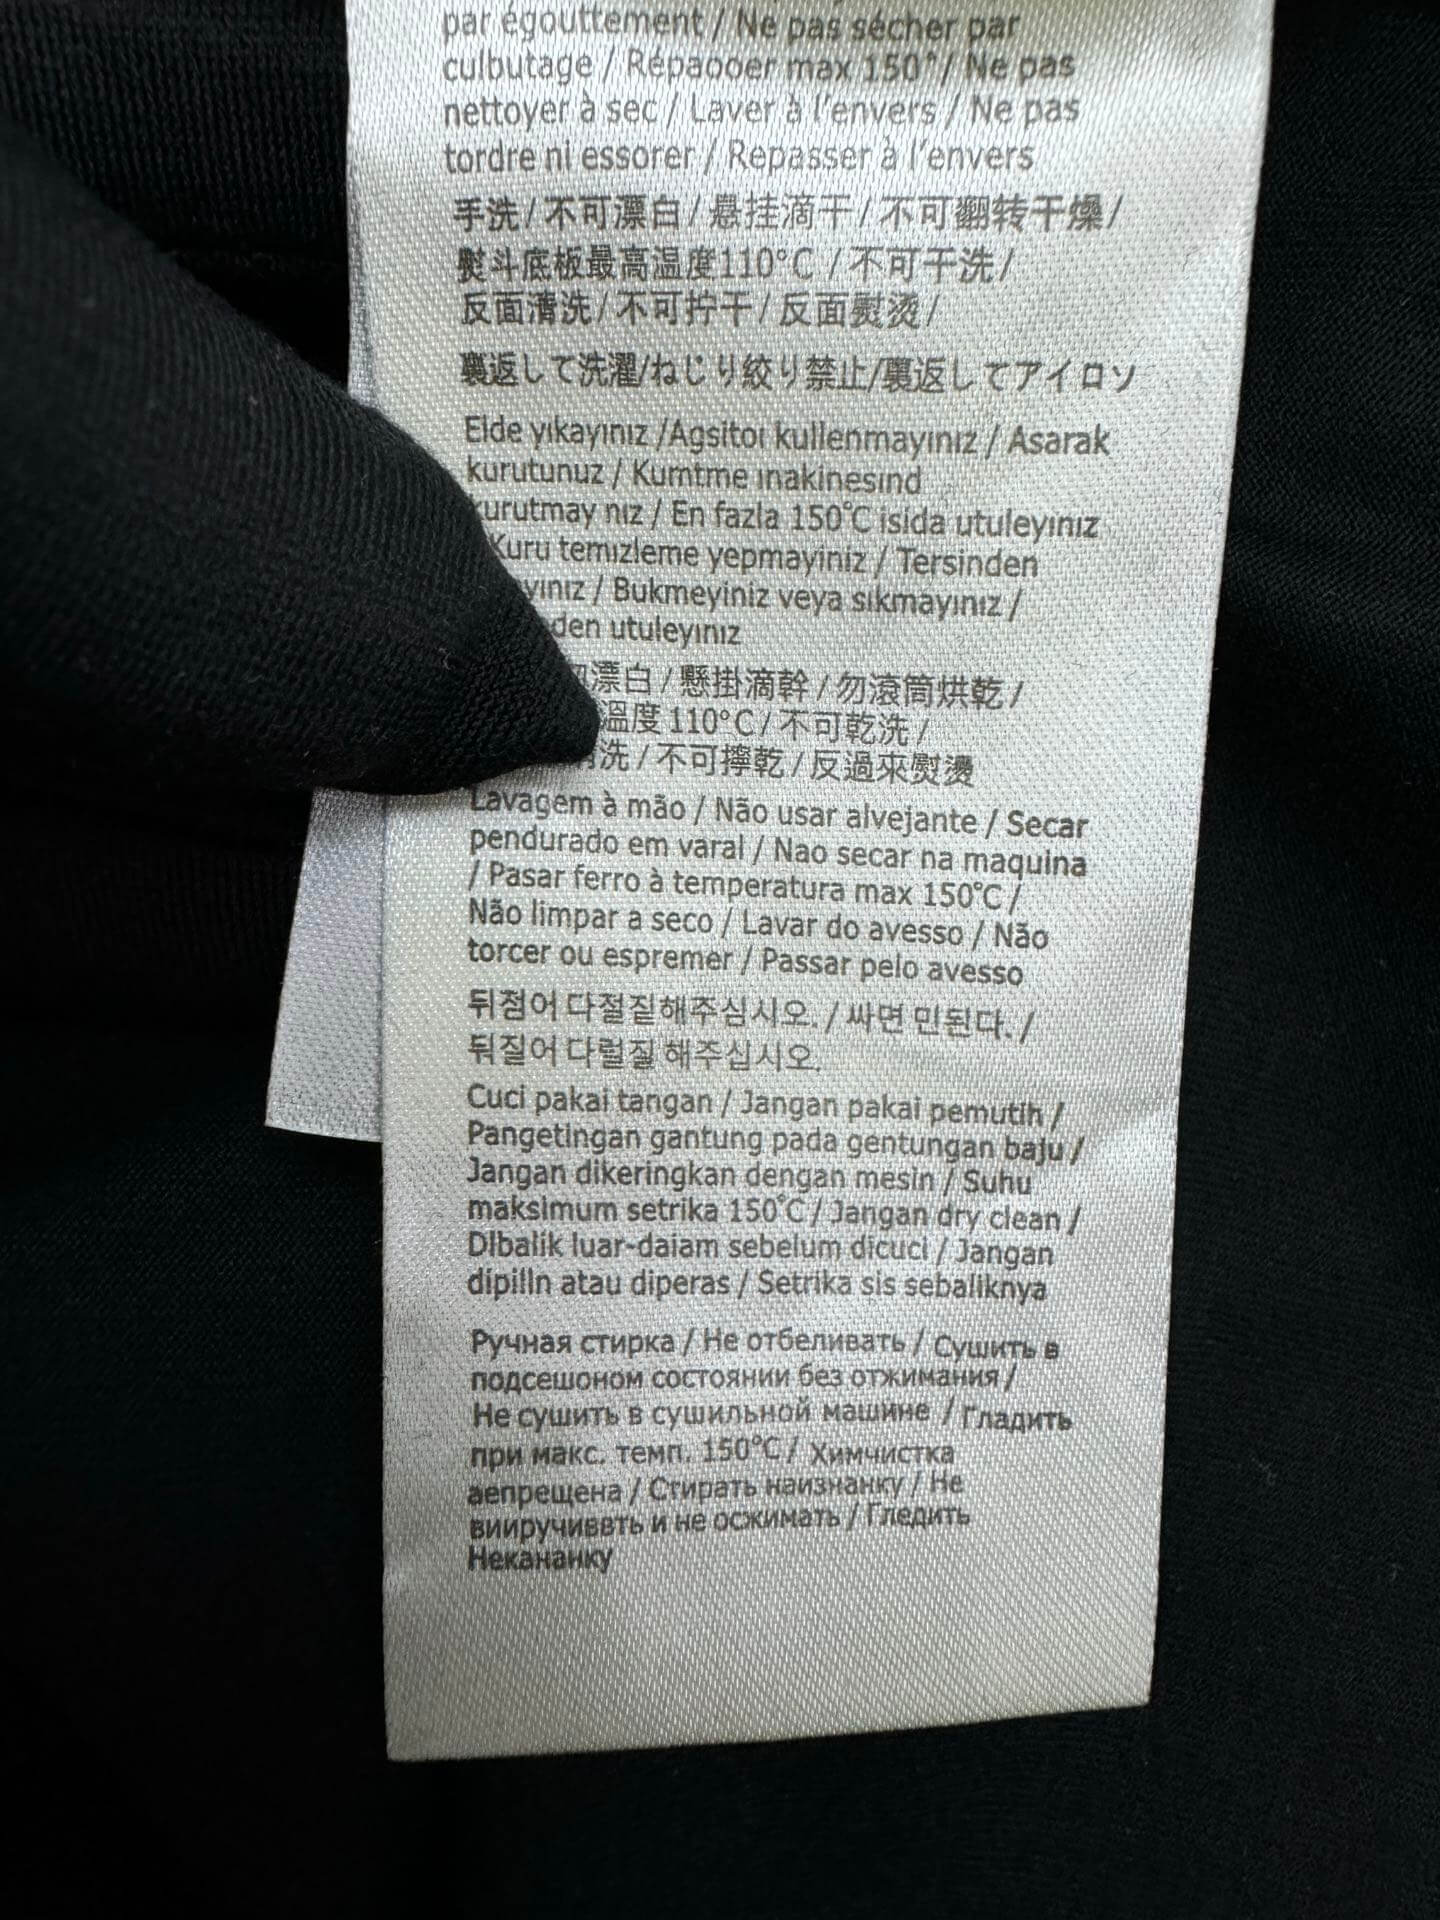 par égouttement / Ne pas sécher par
culbutage / Répaooer max 150°/ Ne pas
nettoyer à sec / Laver à l'envers / Ne pas
tordre ni essorer / Repasser à l'envers
手洗/不可漂白/悬挂滴干/不可翻转干燥/
熨斗底板最高温度110°C /不可干洗/
反面清洗/不可拧干/反面熨烫/
裏返して洗濯/ねじり絞り禁止/裏返してアイロソ
Elde yıkayınız /Agsitoı kullenmayınız / Asarak
kurutunuz / Kumtme ınakinesınd
kurutmay nız / En fazla 150°C isida utuleyınız
Kuru temızleme yepmayiniz / Tersinden
yınız / Bukmeyiniz veya sıkmayınız /
den utuleyınız
漂白/懸掛滴幹/勿滾筒烘乾/
溫度110°C/不可乾洗/
洗/不可擰乾/反過來熨燙
Lavagem à mão / Não usar alvejante / Secar
pendurado em varal / Nao secar na maquina
/ Pasar ferro à temperatura max 150°C /
Não limpar a seco / Lavar do avesso / Não
torcer ou espremer / Passar pelo avesso
뒤점어 다절질해주십시오. /싸면 민된다. /
뒤질어 다럴질 해주십시오.
Cuci pakai tangan / Jangan pakai pemutih /
Pangetingan gantung pada gentungan baju /
Jangan dikeringkan dengan mesin / Suhu
maksimum setrika 150°C / Jangan dry clean /
DIbalik luar-daiam sebelum dicuci / Jangan
dipilln atau diperas / Setrika sis sebaliknya
Ручная стирка / Не отбеливать / Сушить в
подсешоном состоянии без отжимания /
Не сушить в сушильной машине / Гладить
при макс. темп. 150°C / Химчистка
аепрещена / Стирать наизнанку / Не
виируЧиввть и не осжимать / Гледить
Некананку